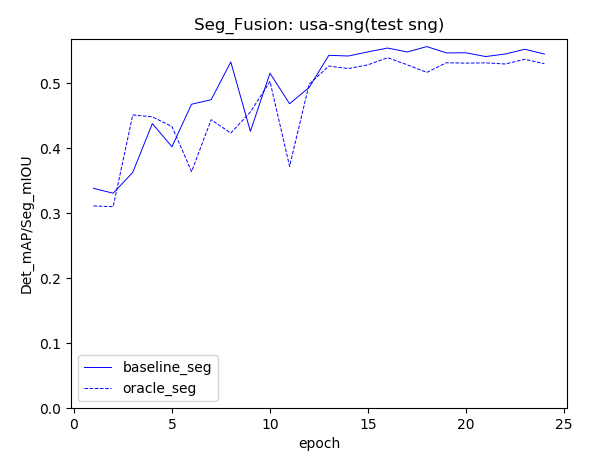 Seg_Fusion: usa-sng(test sng)
Det_mAP/Seg_mIOU
0.5
0.4
0.3
0.2
0.1
0.0
baseline_seg
oracle_seg
0 5 10 15 20 25
epoch